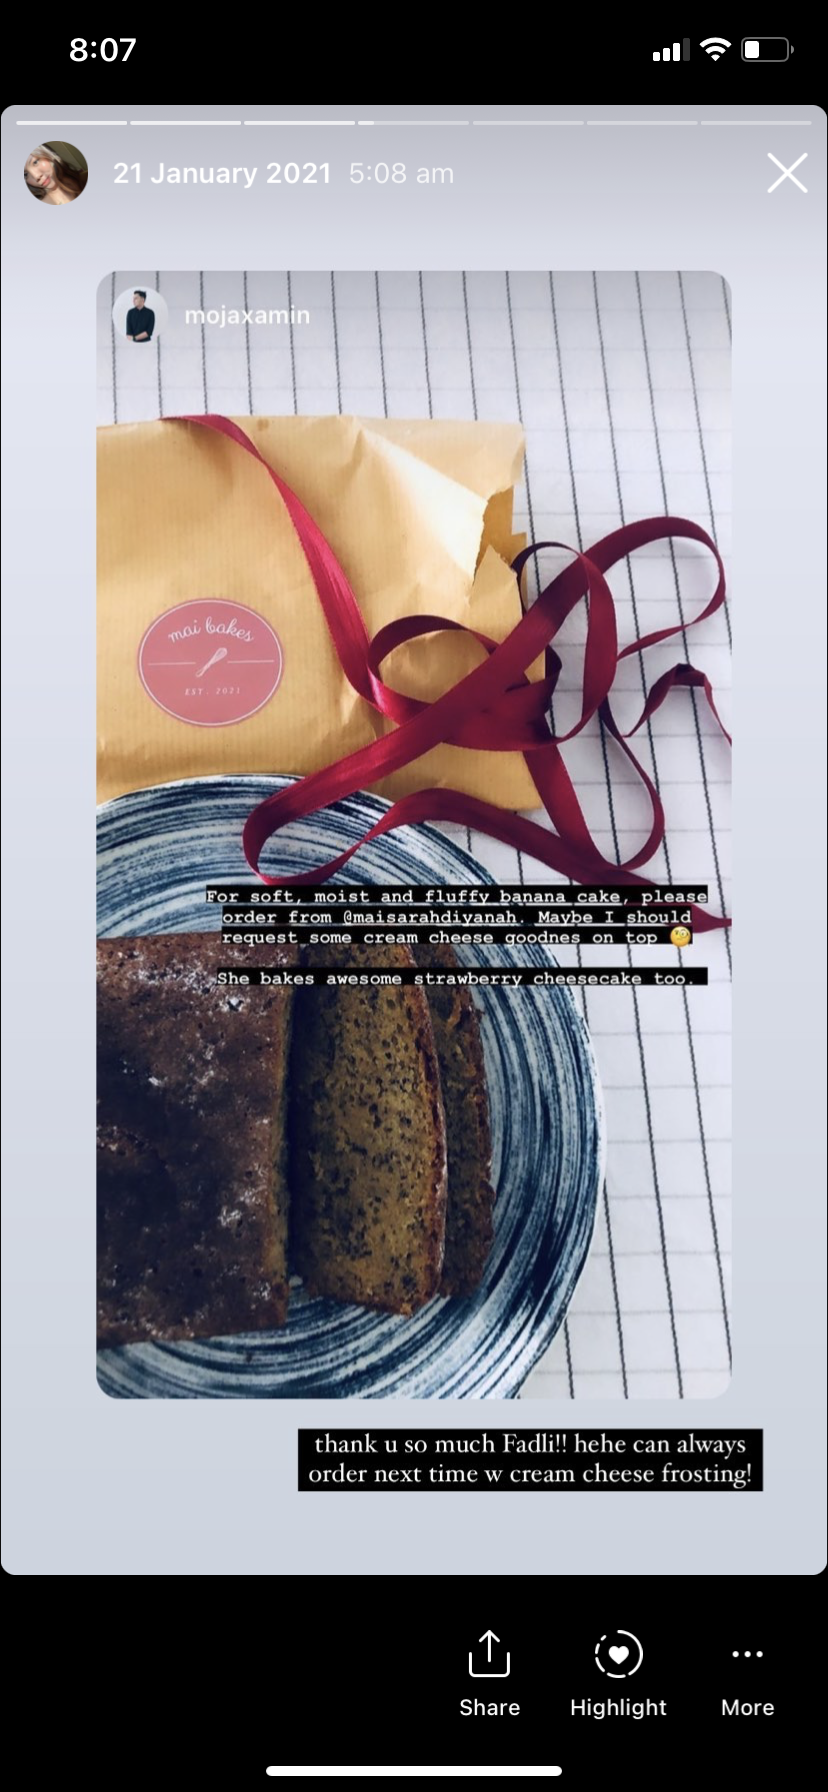 8:07
21 January 2021 5:08 am
mojaxamin
mai bakes
EST. 2021
For soft, moist and fluffy banana cake, please
order from @maisarahdiyanah. Maybe I should
request some cream cheese goodnes on top 🧐
She bakes awesome strawberry cheesecake too.
thank u so much Fadli!! hehe can always
order next time w cream cheese frosting!
Share Highlight More